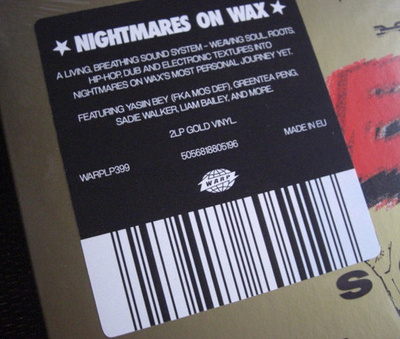 ★ NIGHTMARES ON WAX ★
A LIVING, BREATHING SOUND SYSTEM - WEAVING SOUL, ROOTS,
HIP-HOP, DUB AND ELECTRONIC TEXTURES INTO
NIGHTMARES ON WAX'S MOST PERSONAL JOURNEY YET.
FEATURING YASIIN BEY (FKA MOS DEF), GREENTEA PENG,
SADIE WALKER, LIAM BAILEY, AND MORE.
2LP GOLD VINYL
WARPLP399
5056818805196
MADE IN EU
WARP
S